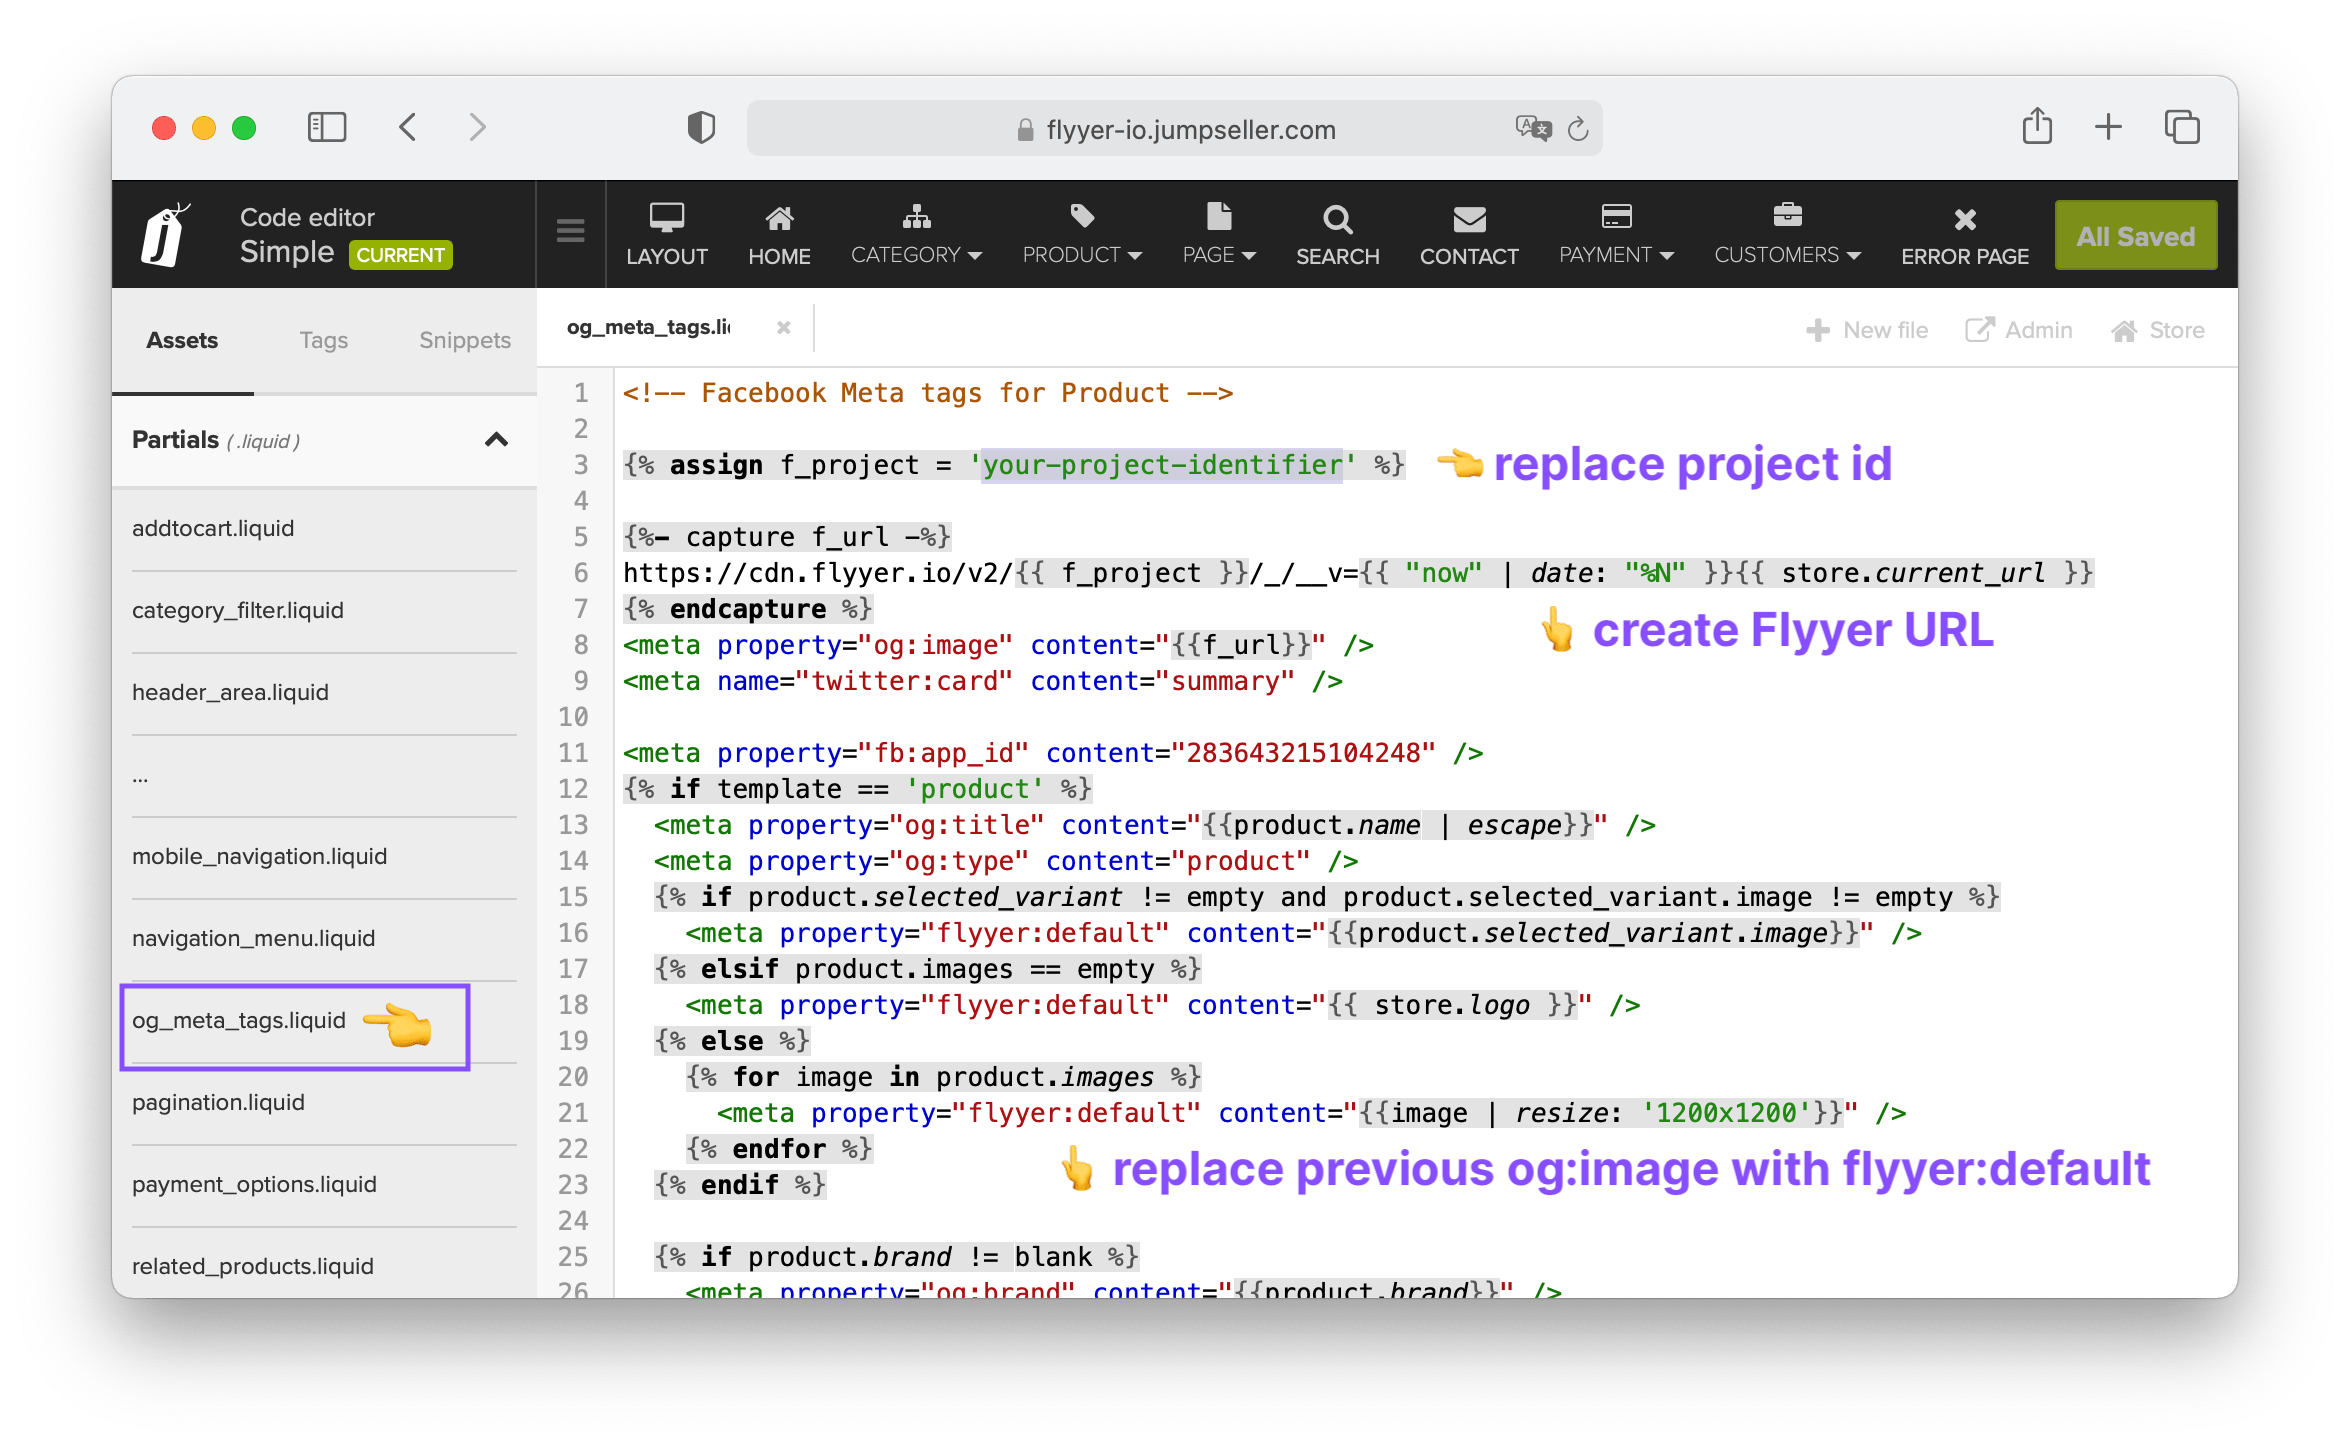 flyyer-io.jumpseller.com
Code editor
Simple CURRENT
LAYOUT HOME CATEGORY PRODUCT PAGE SEARCH CONTACT PAYMENT CUSTOMERS ERROR PAGE All Saved
Assets Tags Snippets
og_meta_tags.li
New file Admin Store
Partials (.liquid)
addtocart.liquid
category_filter.liquid
header_area.liquid
...
mobile_navigation.liquid
navigation_menu.liquid
og_meta_tags.liquid
pagination.liquid
payment_options.liquid
related_products.liquid
1 <!-- Facebook Meta tags for Product -->
2
3 {% assign f_project = 'your-project-identifier' %} 👈 replace project id
4
5 {%- capture f_url -%}
6 https://cdn.flyyer.io/v2/{{ f_project }}/_/__v={{ "now" | date: "%N" }}{{ store.current_url }}
7 {% endcapture %}
👆 create Flyyer URL
8 <meta property="og:image" content="{{f_url}}" />
9 <meta name="twitter:card" content="summary" />
10
11 <meta property="fb:app_id" content="283643215104248" />
12 {% if template == 'product' %}
13 <meta property="og:title" content="{{product.name | escape}}" />
14 <meta property="og:type" content="product" />
15 {% if product.selected_variant != empty and product.selected_variant.image != empty %}
16 <meta property="flyyer:default" content="{{product.selected_variant.image}}" />
17 {% elsif product.images == empty %}
18 <meta property="flyyer:default" content="{{ store.logo }}" />
19 {% else %}
20 {% for image in product.images %}
21 <meta property="flyyer:default" content="{{image | resize: '1200x1200'}}" />
22 {% endfor %}
👆 replace previous og:image with flyyer:default
23 {% endif %}
24
25 {% if product.brand != blank %}
26 <meta property="og:brand" content="{{product.brand}}" />